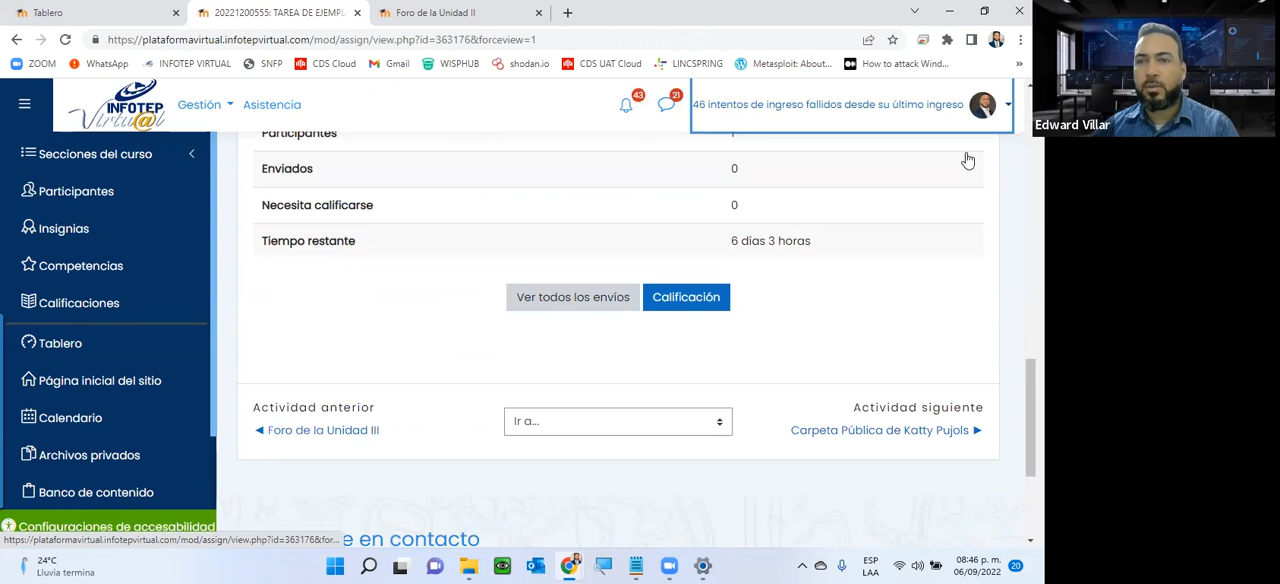 Tablero
20221200555: TAREA DE EJEMPL
Foro de la Unidad II
https://plataformavirtual.infotepvirtual.com/mod/assign/view.php?id=363176&forceview=1
ZOOM
WhatsApp
INFOTEP VIRTUAL
SNFP
CDS Cloud
Gmail
WISPHUB
shodan.io
CDS UAT Cloud
LINCSPRING
Metasploit: About...
How to attack Wind...
»
INFOTEP
Virtu@l
Gestión
Asistencia
43
21
46 intentos de ingreso fallidos desde su último ingreso
Edward Villar
Secciones del curso
Participantes
Insignias
Competencias
Calificaciones
Tablero
Página inicial del sitio
Calendario
Archivos privados
Banco de contenido
Configuraciones de accesabilidad
https://plataformavirtual.infotepvirtual.com/mod/assign/view.php?id=363176&for...
Participantes 1
Enviados 0
Necesita calificarse 0
Tiempo restante 6 días 3 horas
Ver todos los envíos
Calificación
Actividad anterior
◄ Foro de la Unidad III
Ir a...
Actividad siguiente
Carpeta Pública de Katty Pujols ►
e en contacto
24°C
Lluvia termina
ESP
LAA
08:46 p. m.
06/09/2022
20